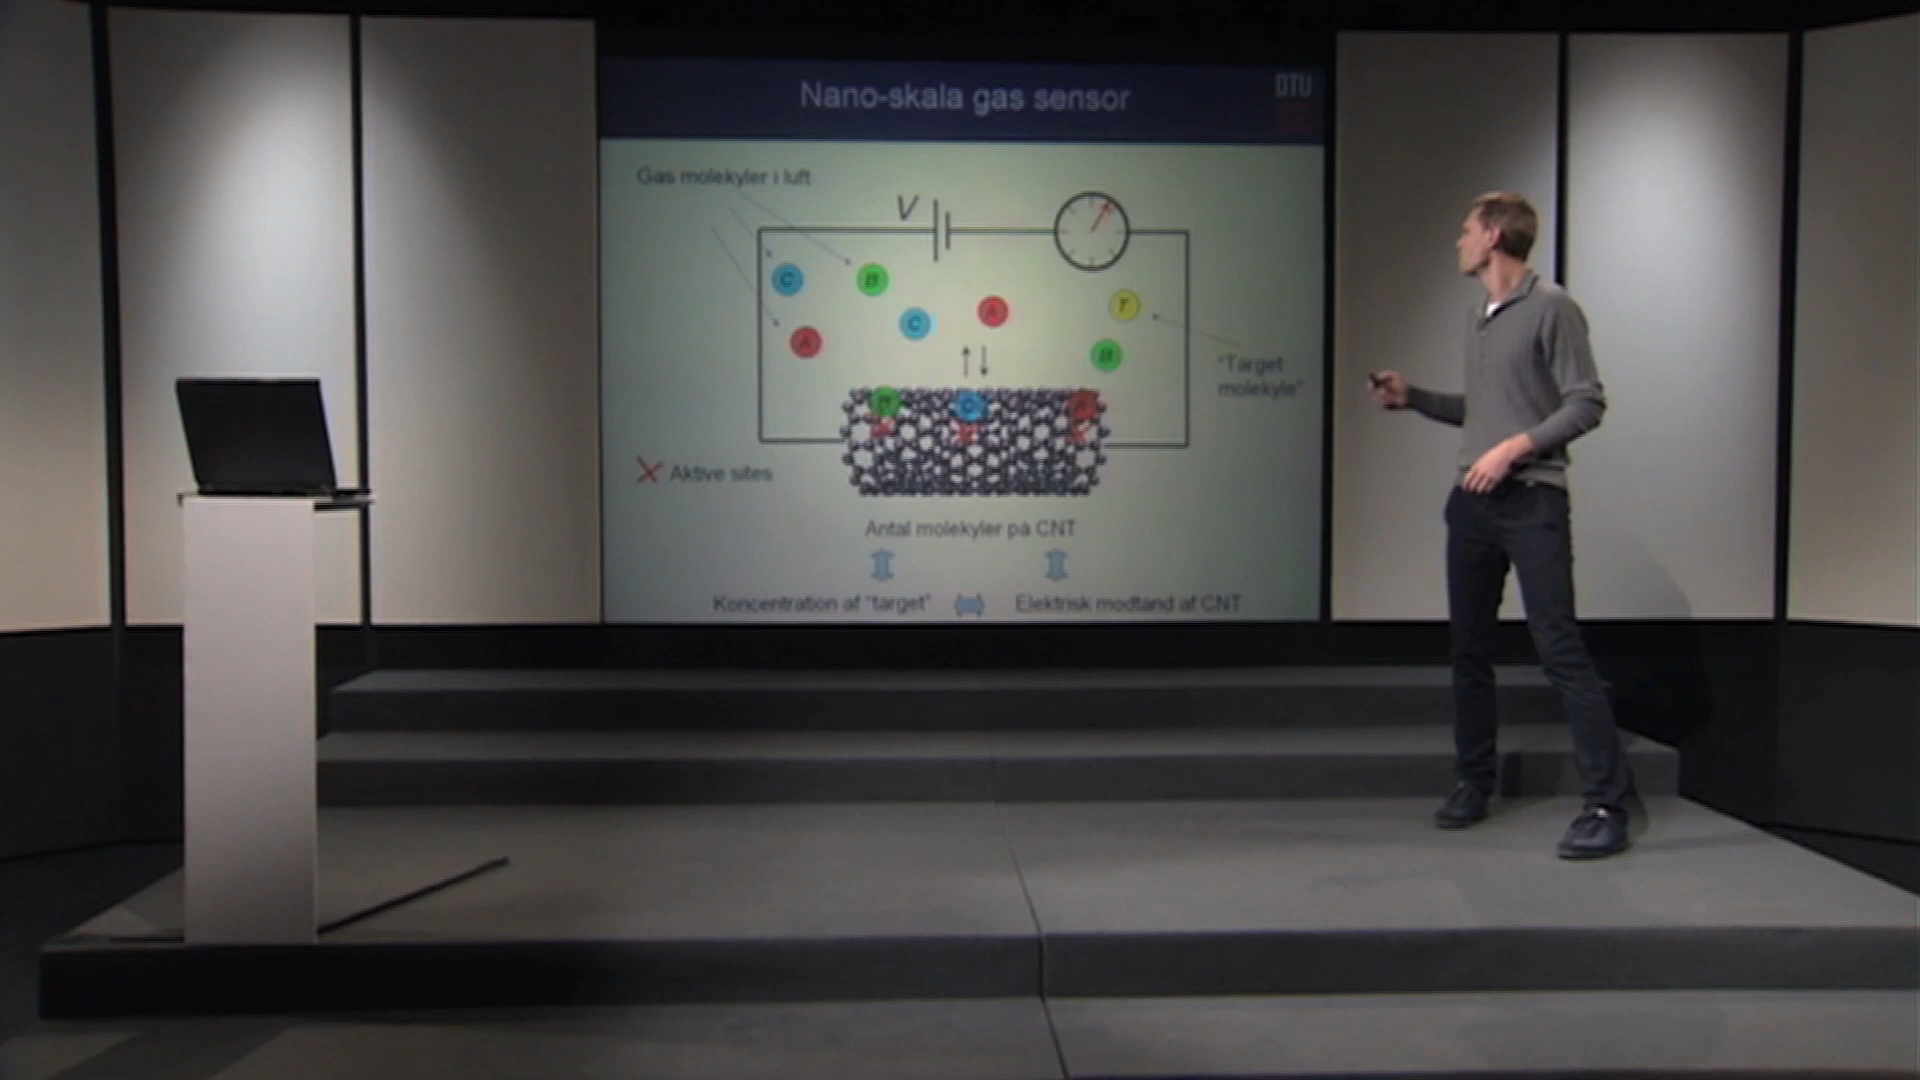 Nano-skala gas sensor
DTU
Gas molekyler i luft
V
C
B
C
A
T
A
B
"Target
molekyle"
B
C
A
Aktive sites
Antal molekyler på CNT
Koncentration af "target"
Elektrisk modtand af CNT